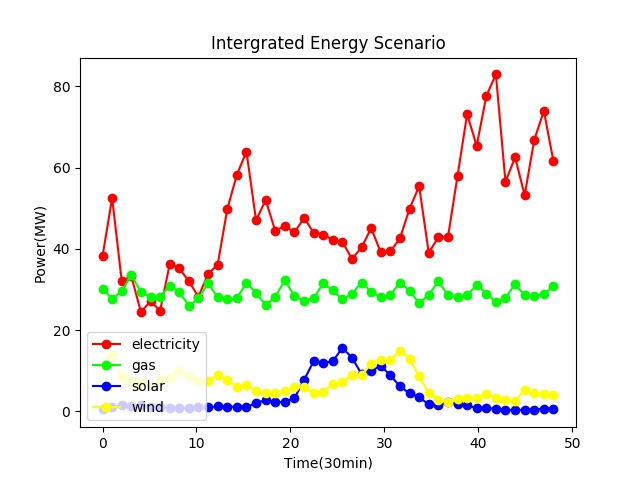 Intergrated Energy Scenario
Power(MW)
80
60
40
20
0
electricity
gas
solar
wind
0 10 20 30 40 50
Time(30min)